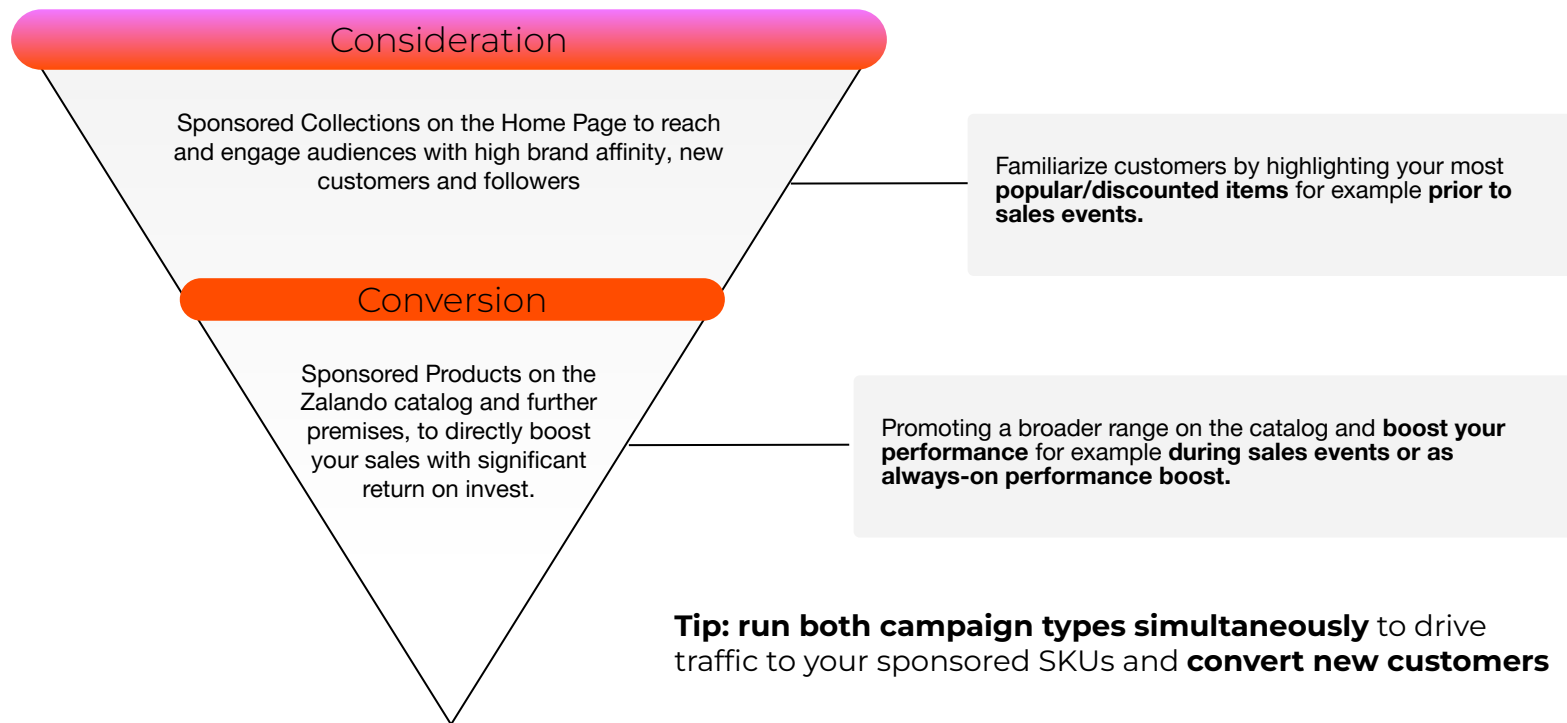 Consideration
Sponsored Collections on the Home Page to reach
and engage audiences with high brand affinity, new
customers and followers
Familiarize customers by highlighting your most
popular/discounted items for example prior to
sales events.
Conversion
Sponsored Products on the
Zalando catalog and further
premises, to directly boost
your sales with significant
return on invest.
Promoting a broader range on the catalog and boost your
performance for example during sales events or as
always-on performance boost.
Tip: run both campaign types simultaneously to drive
traffic to your sponsored SKUs and convert new customers